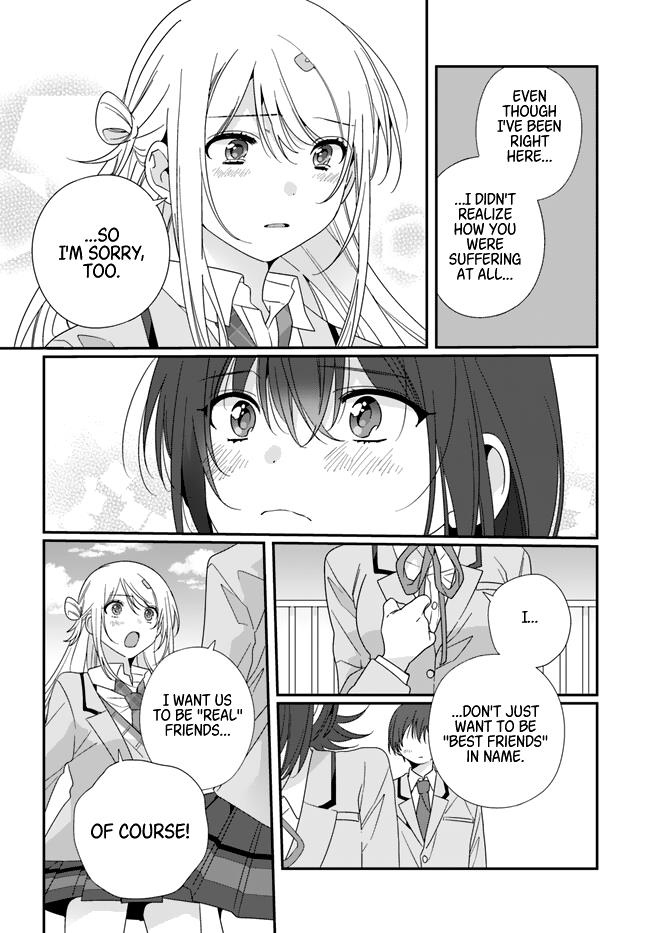 EVEN
THOUGH
I'VE BEEN
RIGHT
HERE...
...I DIDN'T
REALIZE
HOW YOU
WERE
SUFFERING
AT ALL...
...SO
I'M SORRY,
TOO.
I...
...DON'T JUST
WANT TO BE
"BEST FRIENDS"
IN NAME.
I WANT US
TO BE "REAL"
FRIENDS...
OF COURSE!